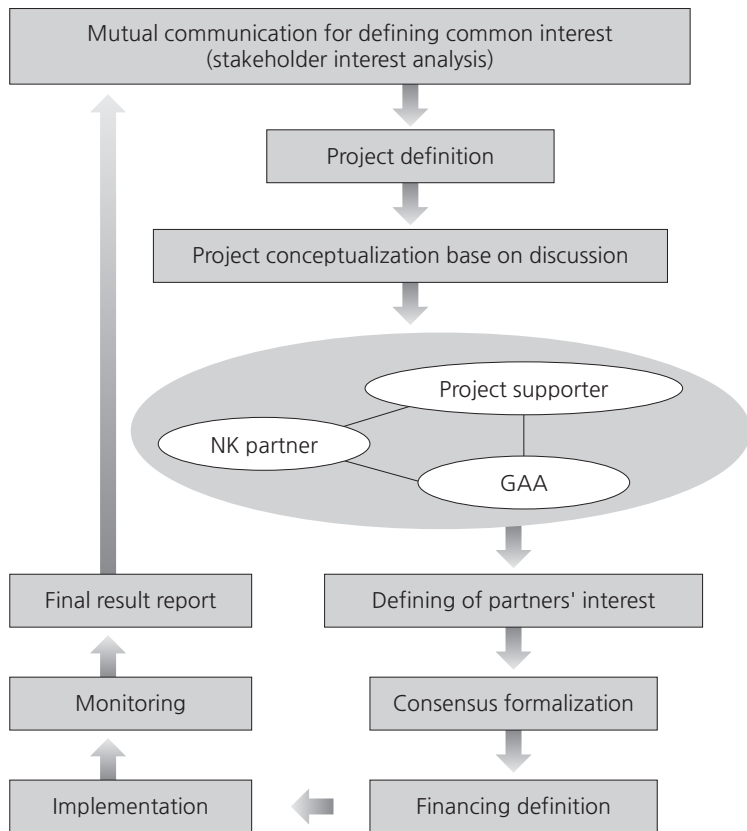 Mutual communication for defining common interest
(stakeholder interest analysis)
Project definition
Project conceptualization base on discussion
Project supporter
NK partner
GAA
Defining of partners' interest
Consensus formalization
Financing definition
Implementation
Monitoring
Final result report